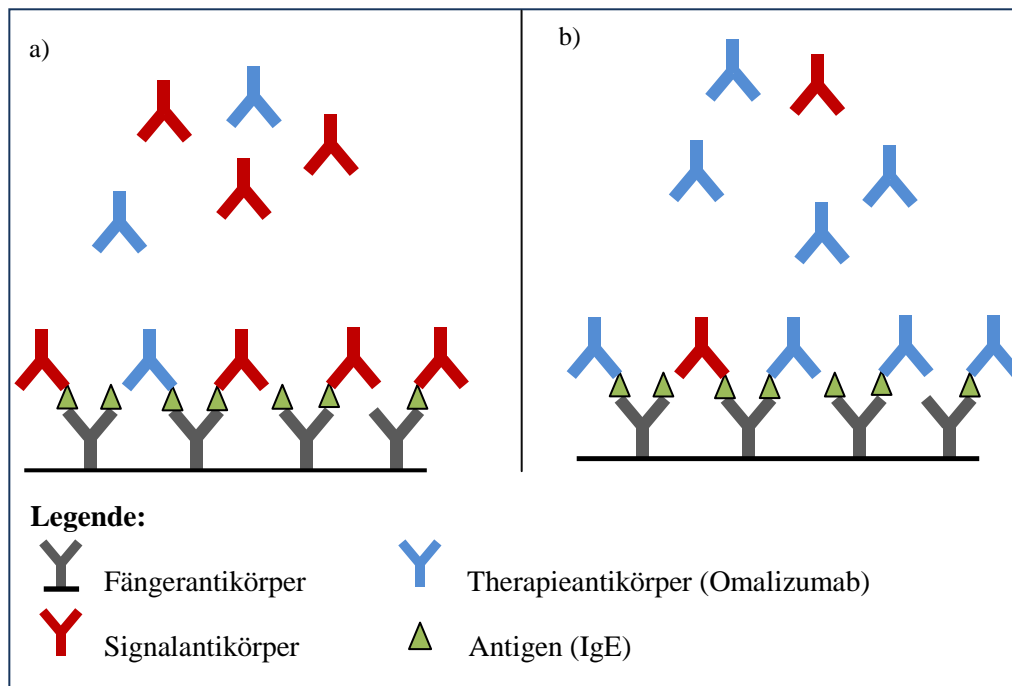 a)
b)
Legende:
Fängerantikörper
Therapieantikörper (Omalizumab)
Signalantikörper
Antigen (IgE)